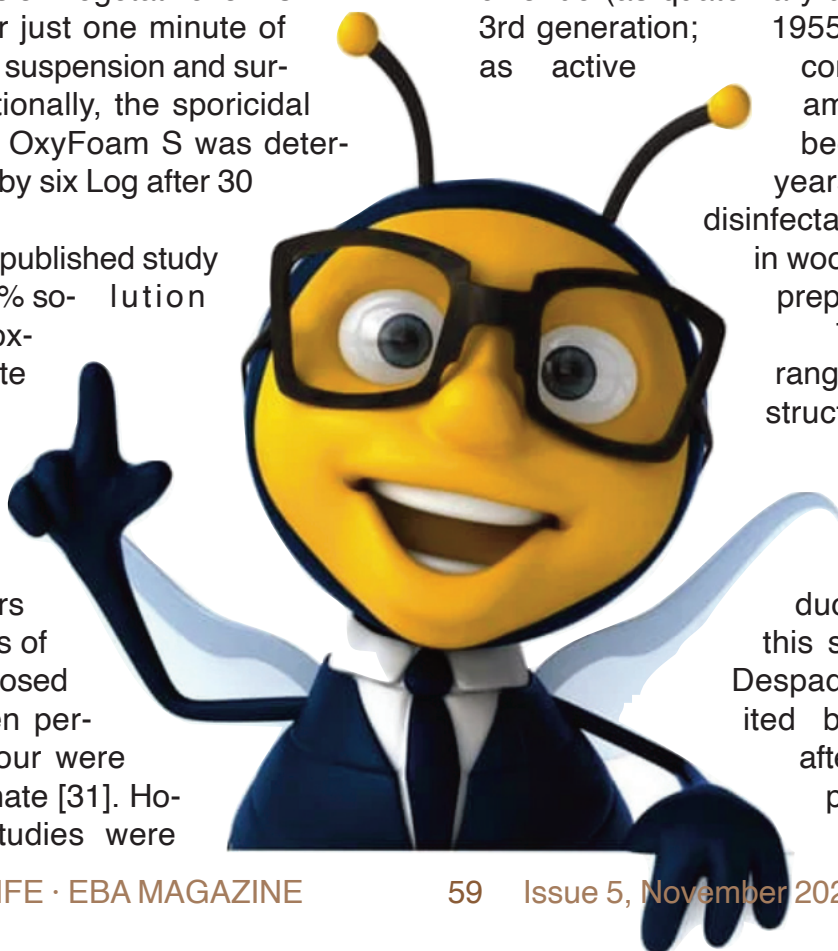 r just one minute of
suspension and sur-
tionally, the sporicidal
OxyFoam S was deter-
by six Log after 30
published study
% so- lution
ox-
te
rs
s of
osed
en per-
our were
nate [31]. Ho-
tudies were
3rd generation; 1955
as active con
am
be
year
disinfecta
in woo
prep
rang
struct
duc
this s
Despad
ited b
afte
p
IFE · EBA MAGAZINE 59 Issue 5, November 202